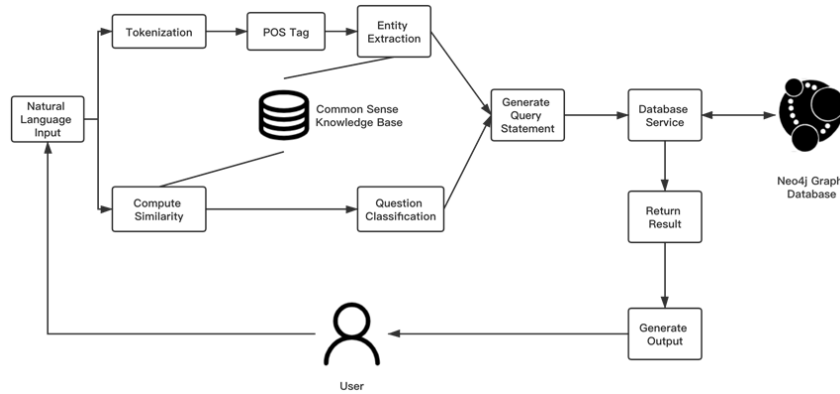 Tokenization
POS Tag
Entity
Extraction
Natural
Language
Input
Common Sense
Knowledge Base
Generate
Query
Statement
Database
Service
Neo4j Graph
Database
Compute
Similarity
Question
Classification
Return
Result
Generate
Output
User